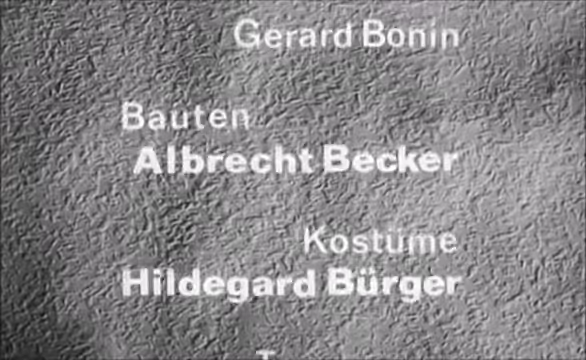 Gerard Bonin
Bauten
Albrecht Becker
Kostüme
Hildegard Bürger